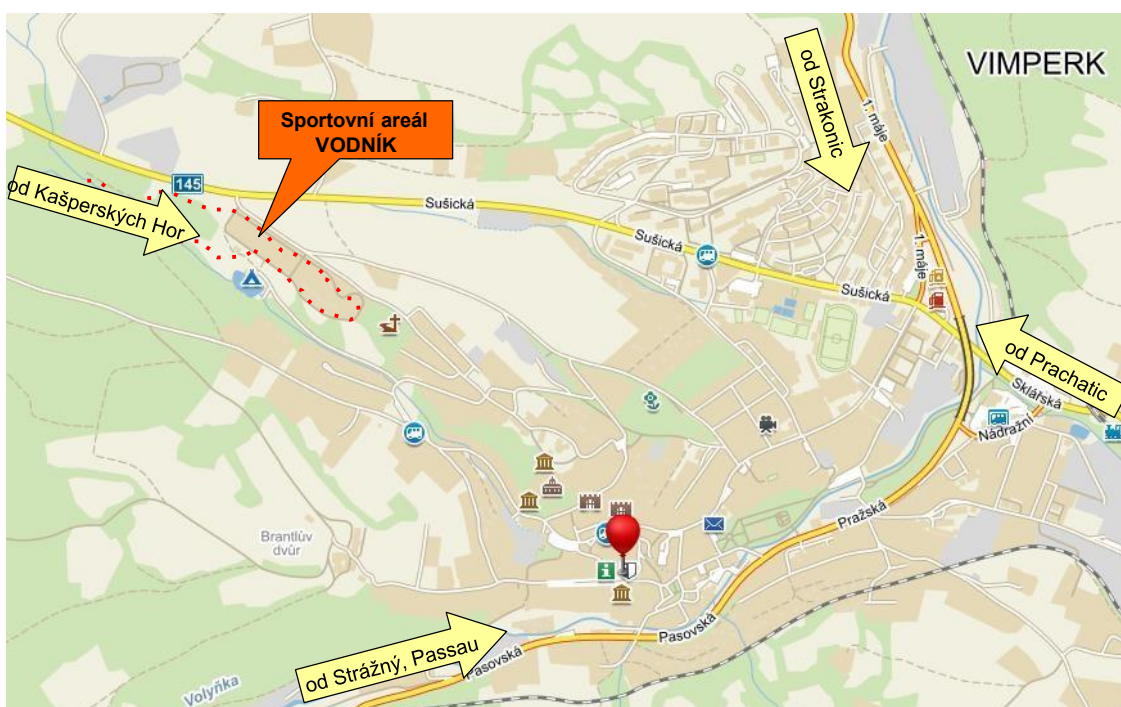 VIMPERK
od Strakonic
1. máje
Sportovní areál
VODNÍK
145
od Kašperských Hor
Sušická
Sušická
1. máje
Sušická
od Prachatic
Sklářská
Nádražní
Pražská
Brantlův
dvůr
i
Pasovská
od Strážný, Passau
Pasovská
Volyňka